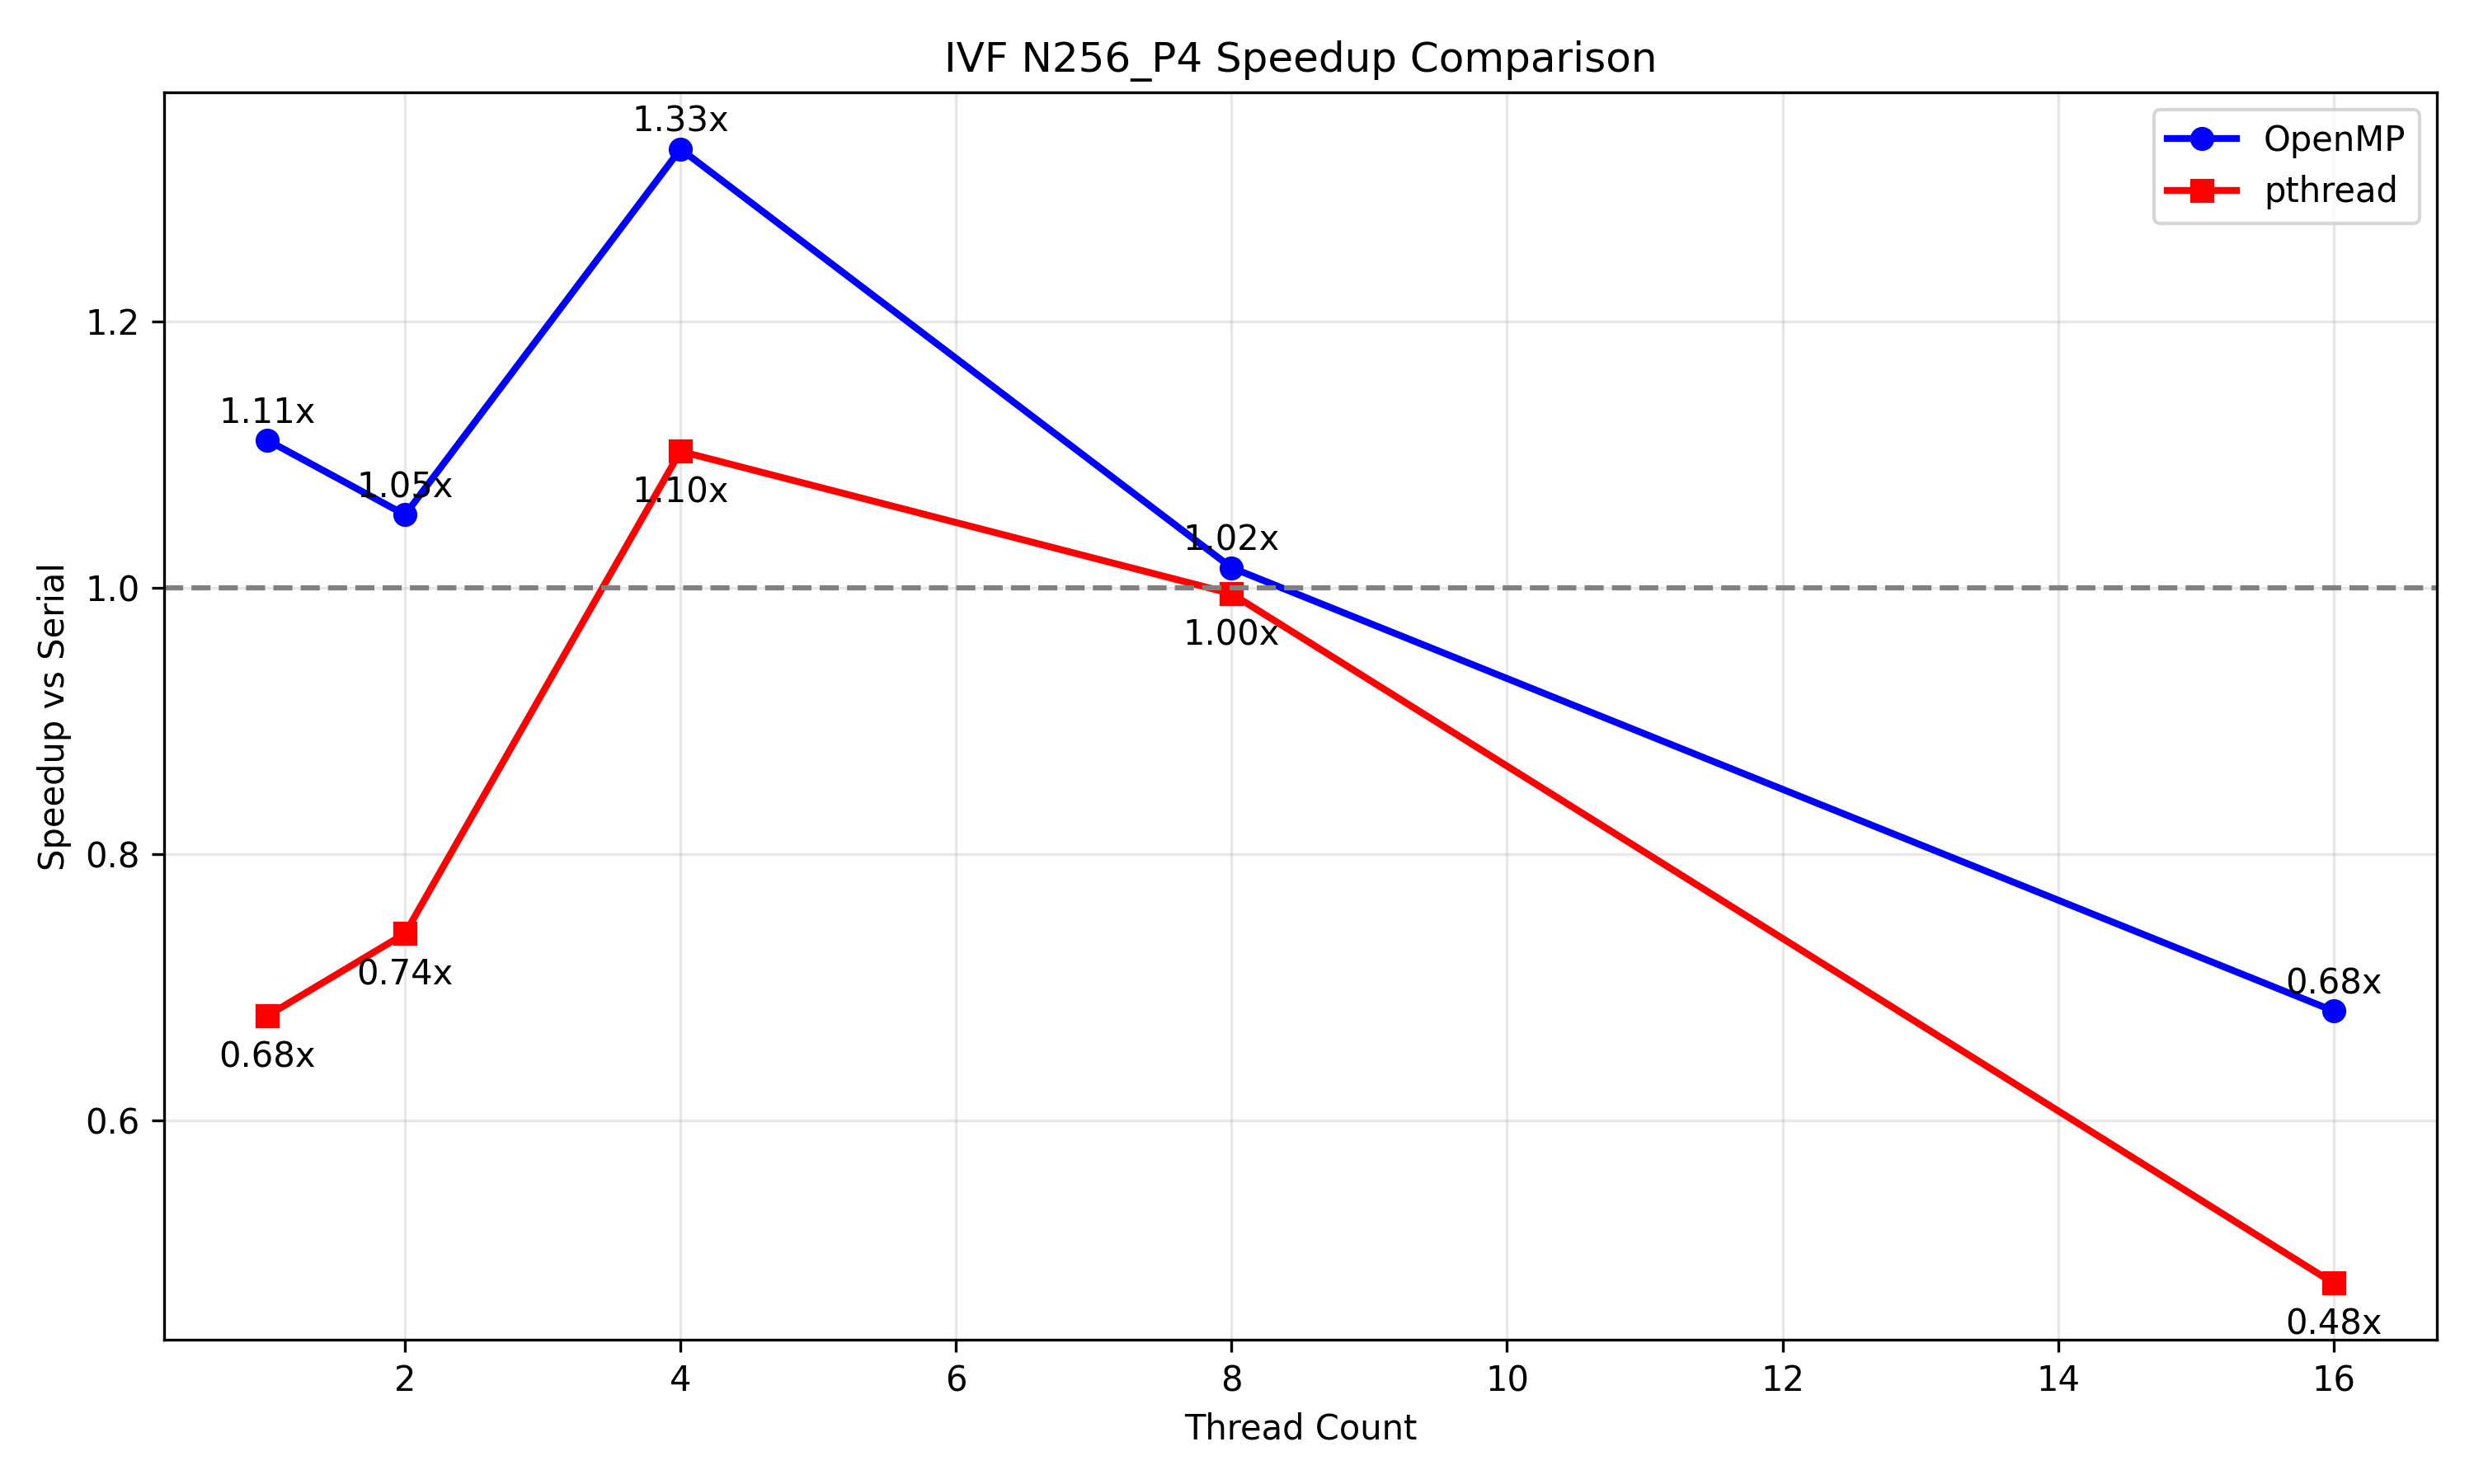 IVF N256_P4 Speedup Comparison
OpenMP
pthread
1.33x
1.11x
1.05x
1.10x
1.02x
1.00x
0.74x
0.68x
0.68x
0.48x
Speedup vs Serial
1.2
1.0
0.8
0.6
2 4 6 8 10 12 14 16
Thread Count